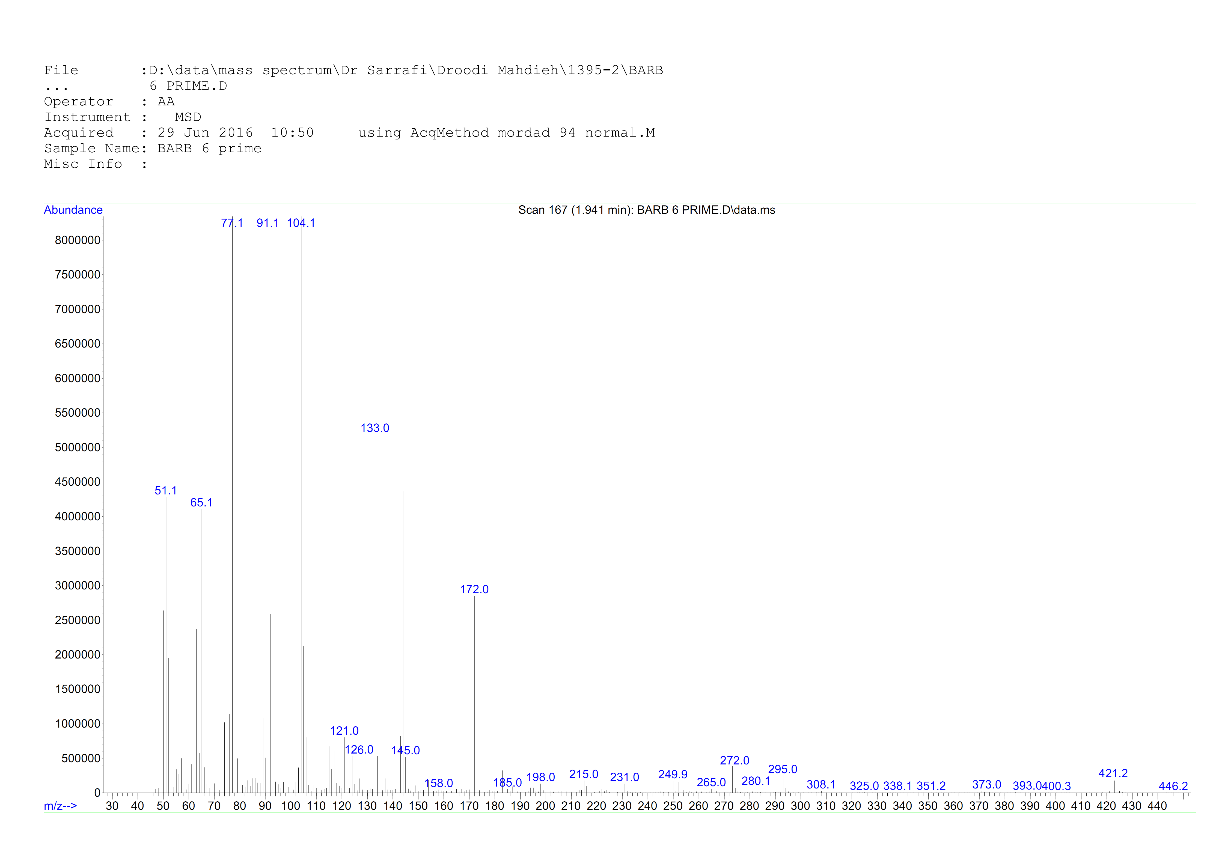 File       :D:\data\mass spectrum\Dr Sarrafi\Droodi Mahdieh\1395-2\BARB
...         6 PRIME.D
Operator   : AA
Instrument :   MSD
Acquired   : 29 Jun 2016  10:50     using AcqMethod mordad 94 normal.M
Sample Name: BARB 6 prime
Misc Info  :
Abundance
Scan 167 (1.941 min): BARB 6 PRIME.D\data.ms
77.1 91.1 104.1
8000000
7500000
7000000
6500000
6000000
5500000
133.0
5000000
4500000
51.1
65.1
4000000
3500000
3000000
172.0
2500000
2000000
1500000
1000000
121.0
500000
126.0 145.0 158.0 185.0 198.0 215.0 231.0 249.9 265.0 272.0 280.1 295.0 308.1 325.0 338.1 351.2 373.0 393.0 400.3 421.2 446.2
0
m/z-->
30 40 50 60 70 80 90 100 110 120 130 140 150 160 170 180 190 200 210 220 230 240 250 260 270 280 290 300 310 320 330 340 350 360 370 380 390 400 410 420 430 440